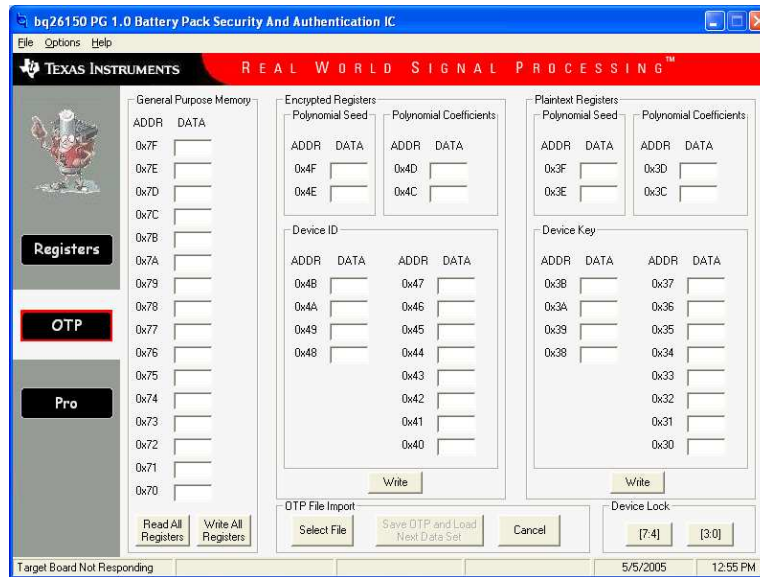 bq26150 PG 1.0 Battery Pack Security And Authentication IC
File Options Help
TEXAS INSTRUMENTS REAL WORLD SIGNAL PROCESSING™
Registers
OTP
Pro
General Purpose Memory
ADDR DATA
0x7F
0x7E
0x7D
0x7C
0x7B
0x7A
0x79
0x78
0x77
0x76
0x75
0x74
0x73
0x72
0x71
0x70
Read All Registers
Write All Registers
Encrypted Registers
Polynomial Seed
ADDR DATA
0x4F
0x4E
Polynomial Coefficients
ADDR DATA
0x4D
0x4C
Device ID
ADDR DATA ADDR DATA
0x4B 0x47
0x4A 0x46
0x49 0x45
0x48 0x44
0x43
0x42
0x41
0x40
Write
Plaintext Registers
Polynomial Seed
ADDR DATA
0x3F
0x3E
Polynomial Coefficients
ADDR DATA
0x3D
0x3C
Device Key
ADDR DATA ADDR DATA
0x3B 0x37
0x3A 0x36
0x39 0x35
0x38 0x34
0x33
0x32
0x31
0x30
Write
OTP File Import
Select File
Save OTP and Load
Next Data Set
Cancel
Device Lock
[7:4] [3:0]
Target Board Not Responding 5/5/2005 12:55 PM